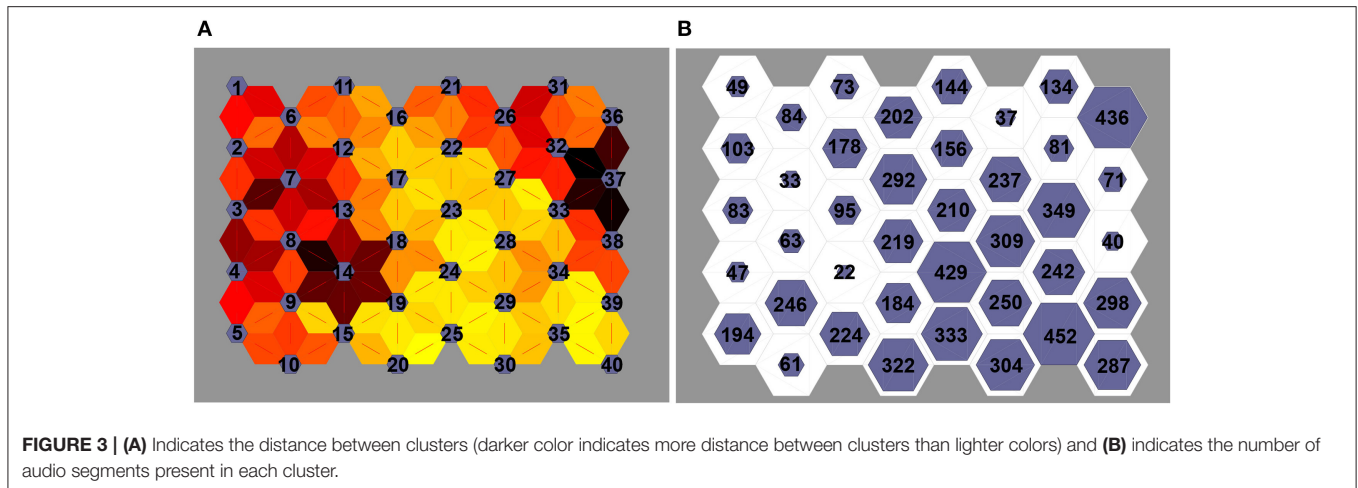 A
B
1 11 21 31
6 16 26 36
2 12 22 32
7 17 27 37
3 13 23 33
8 18 28 38
4 14 24 34
9 19 29 39
5 15 25 35
10 20 30 40
49 73 144 134
84 202 37 436
103 178 156 81
33 292 237 71
83 95 210 349
63 219 309 40
47 22 429 242
246 184 250 298
194 224 333 452
61 322 304 287
FIGURE 3 | (A) Indicates the distance between clusters (darker color indicates more distance between clusters than lighter colors) and (B) indicates the number of
audio segments present in each cluster.